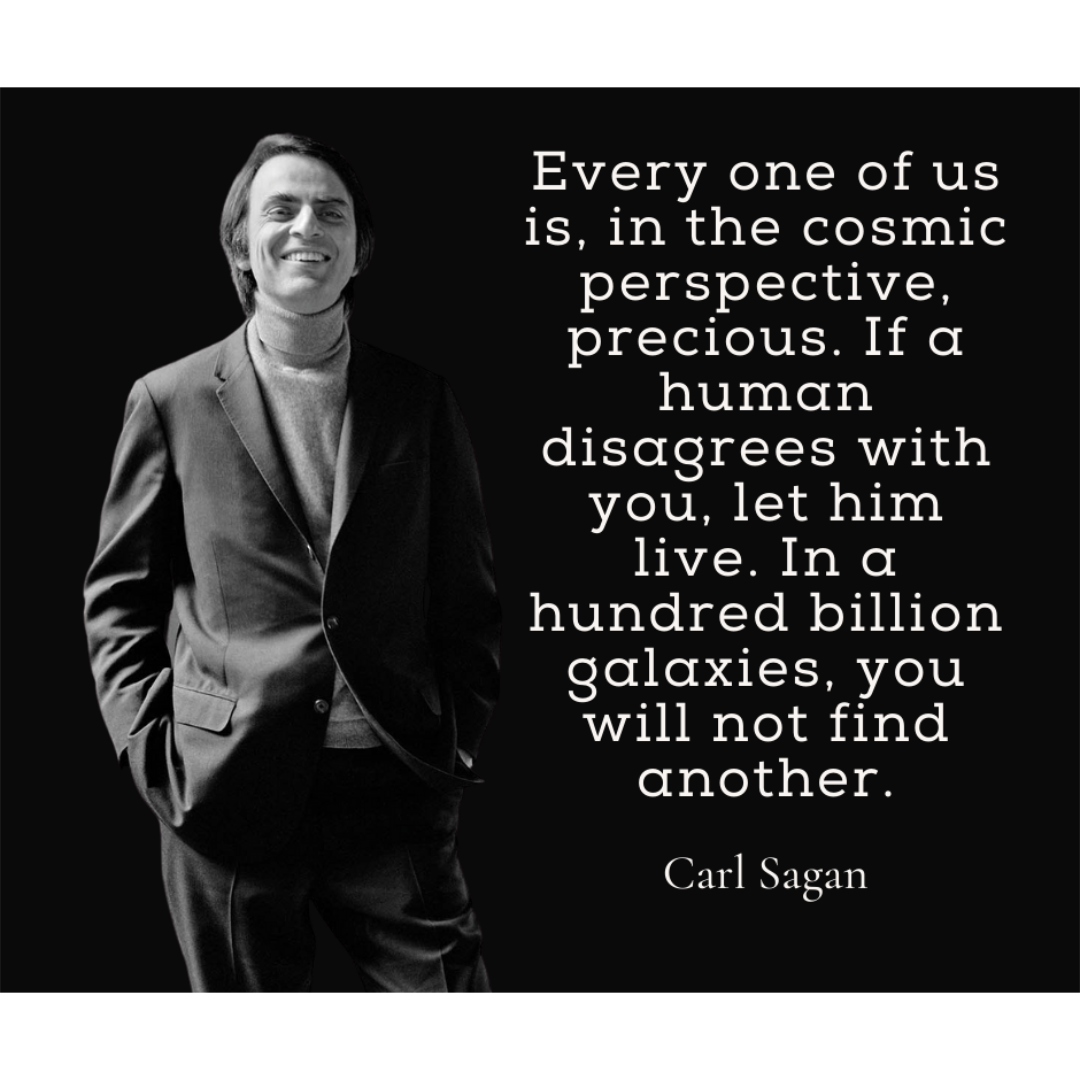 Every one of us
is, in the cosmic
perspective,
precious. If a
human
disagrees with
you, let him
live. In a
hundred billion
galaxies, you
will not find
another.
Carl Sagan